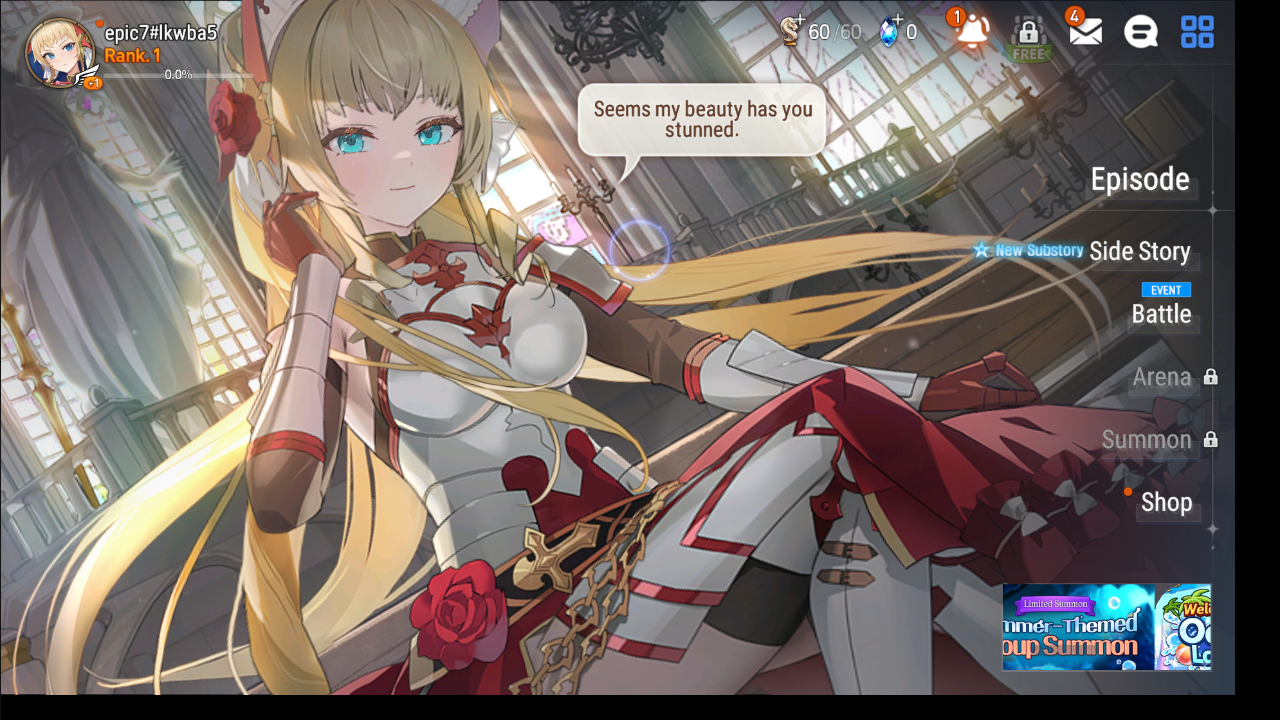 epic7#lkwba5
Rank. 1
0.0%
+1
60/60
0
1
FREE
4
Seems my beauty has you
stunned.
Episode
New Substory Side Story
EVENT
Battle
Arena
Summon
Shop
Limited Summon
mmer-Themed
oup Summon